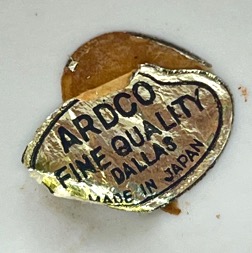 ARDCO
FINE QUALITY
DALLAS
MADE IN JAPAN